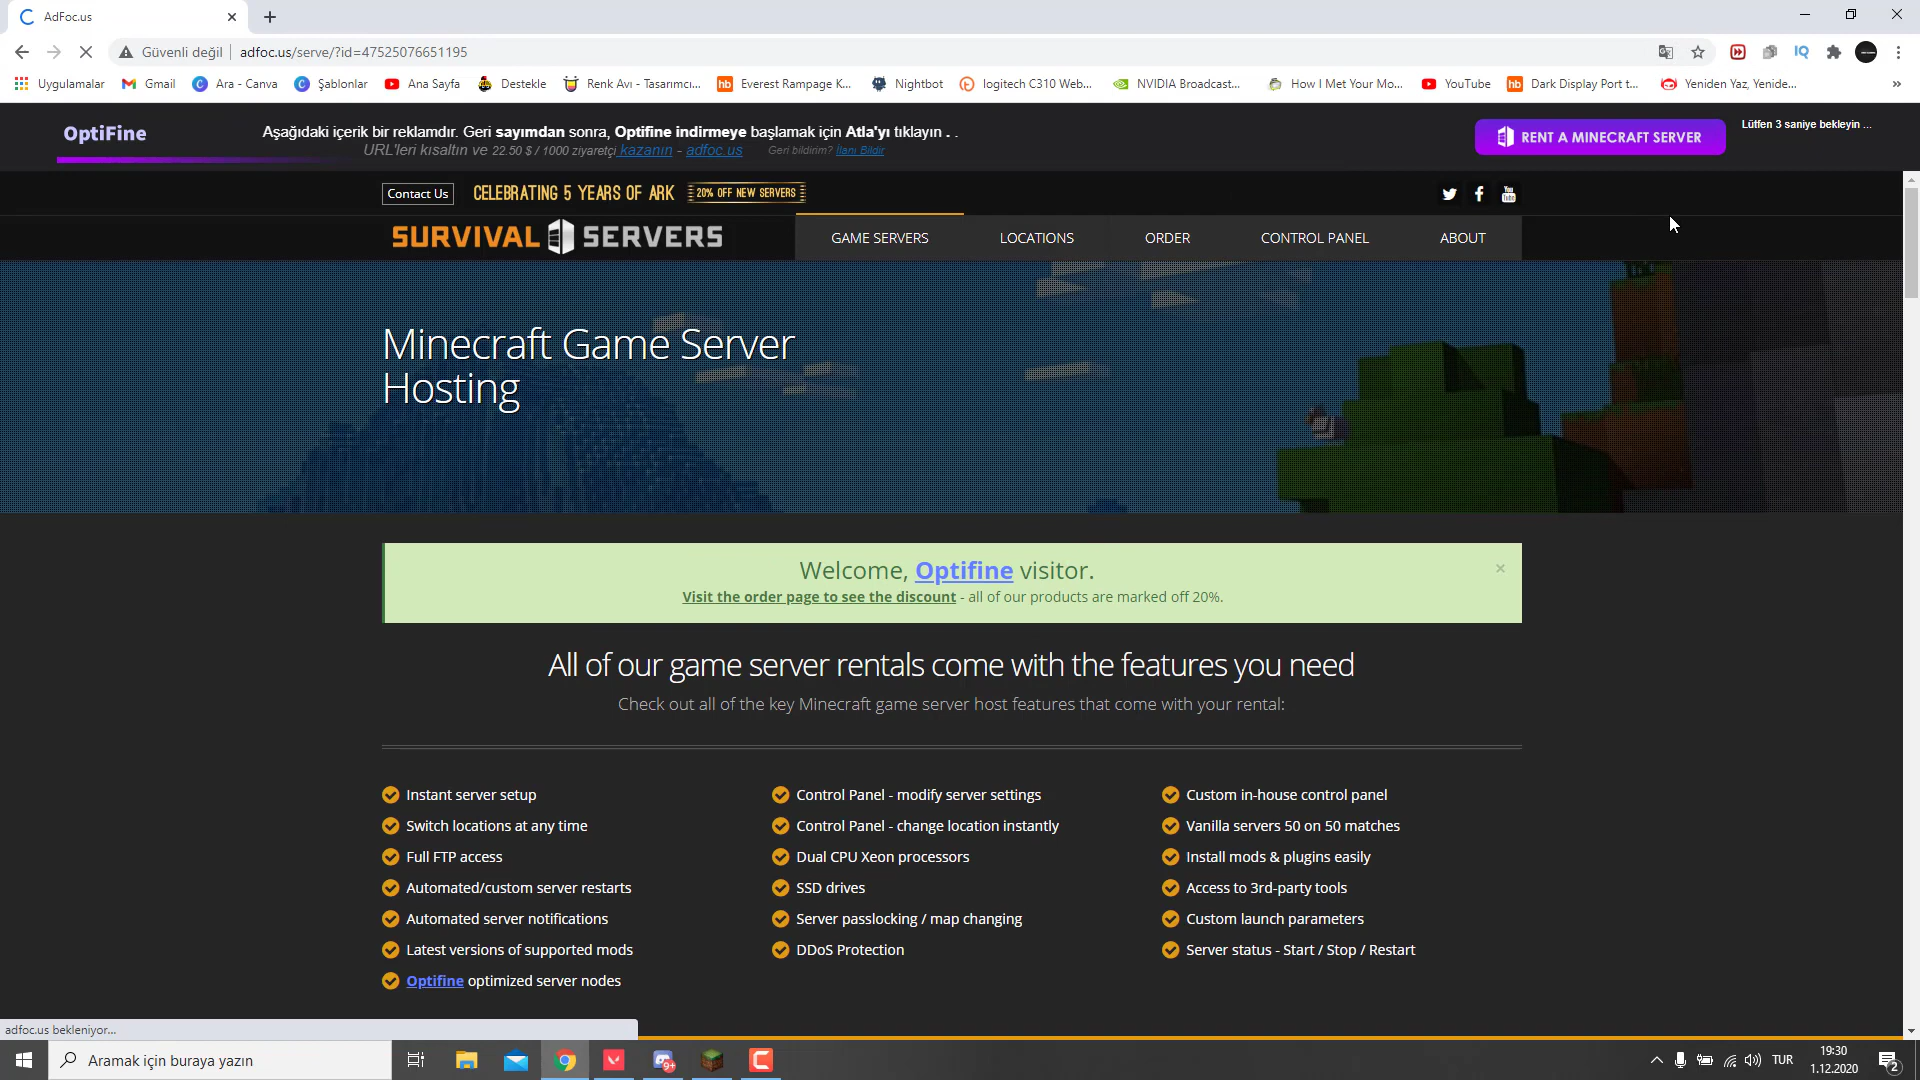 AdFoc.us
Güvenli değil
adfoc.us/serve/?id=47525076651195
Uygulamalar
Gmail
Ara - Canva
Şablonlar
Ana Sayfa
Destekle
Renk Avı - Tasarımcı...
Everest Rampage K...
Nightbot
logitech C310 Web...
NVIDIA Broadcast...
How I Met Your Mo...
YouTube
Dark Display Port t...
Yeniden Yaz, Yenide...
OptiFine
Aşağıdaki içerik bir reklamdır. Geri sayımdan sonra, Optifine indirmeye başlamak için Atla'yı tıklayın . .
URL'leri kısaltın ve 22.50 $ / 1000 ziyaretçi kazanın - adfoc.us
Geri bildirim? İlanı Bildir
RENT A MINECRAFT SERVER
Lütfen 3 saniye bekleyin ...
Contact Us
CELEBRATING 5 YEARS OF ARK
20% OFF NEW SERVERS
You Tube
SURVIVAL SERVERS
GAME SERVERS
LOCATIONS
ORDER
CONTROL PANEL
ABOUT
Minecraft Game Server
Hosting
Welcome, Optifine visitor.
×
Visit the order page to see the discount - all of our products are marked off 20%.
All of our game server rentals come with the features you need
Check out all of the key Minecraft game server host features that come with your rental:
Instant server setup
Switch locations at any time
Full FTP access
Automated/custom server restarts
Automated server notifications
Latest versions of supported mods
Optifine optimized server nodes
Control Panel - modify server settings
Control Panel - change location instantly
Dual CPU Xeon processors
SSD drives
Server passlocking / map changing
DDoS Protection
Custom in-house control panel
Vanilla servers 50 on 50 matches
Install mods & plugins easily
Access to 3rd-party tools
Custom launch parameters
Server status - Start / Stop / Restart
adfoc.us bekleniyor...
Aramak için buraya yazın
9+
TUR
19:30
1.12.2020
2